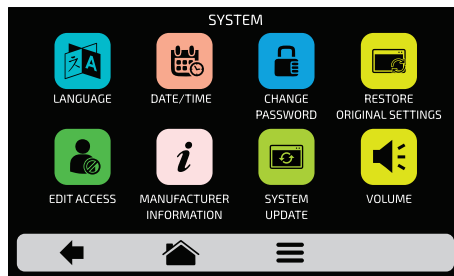 SYSTEM
LANGUAGE
DATE/TIME
CHANGE
PASSWORD
RESTORE
ORIGINAL SETTINGS
EDIT ACCESS
MANUFACTURER
INFORMATION
SYSTEM
UPDATE
VOLUME